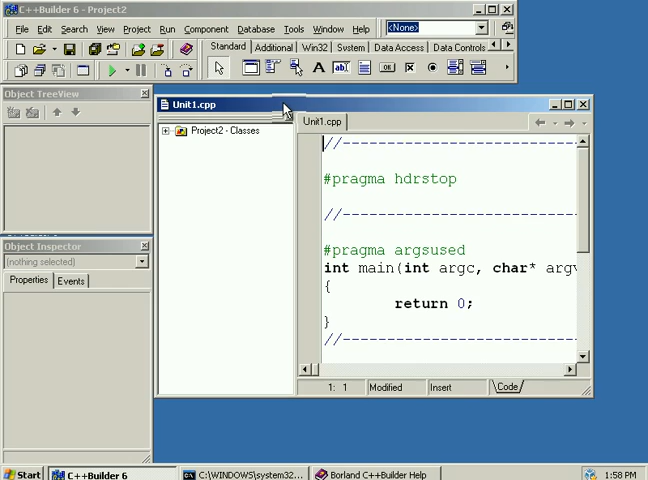 C++Builder 6 - Project2
File Edit Search View Project Run Component Database Tools Window Help <None>
Standard Additional Win32 System Data Access Data Controls
Object TreeView
Unit1.cpp
Project2 - Classes
Unit1.cpp
//--------------------------
#pragma hdrstop
//--------------------------
#pragma argsused
int main(int argc, char* argv
{
return 0;
}
//--------------------------
1: 1 Modified Insert Code
Object Inspector
(nothing selected)
Properties Events
Start C++Builder 6 C:\WINDOWS\system32... Borland C++Builder Help 1:58 PM